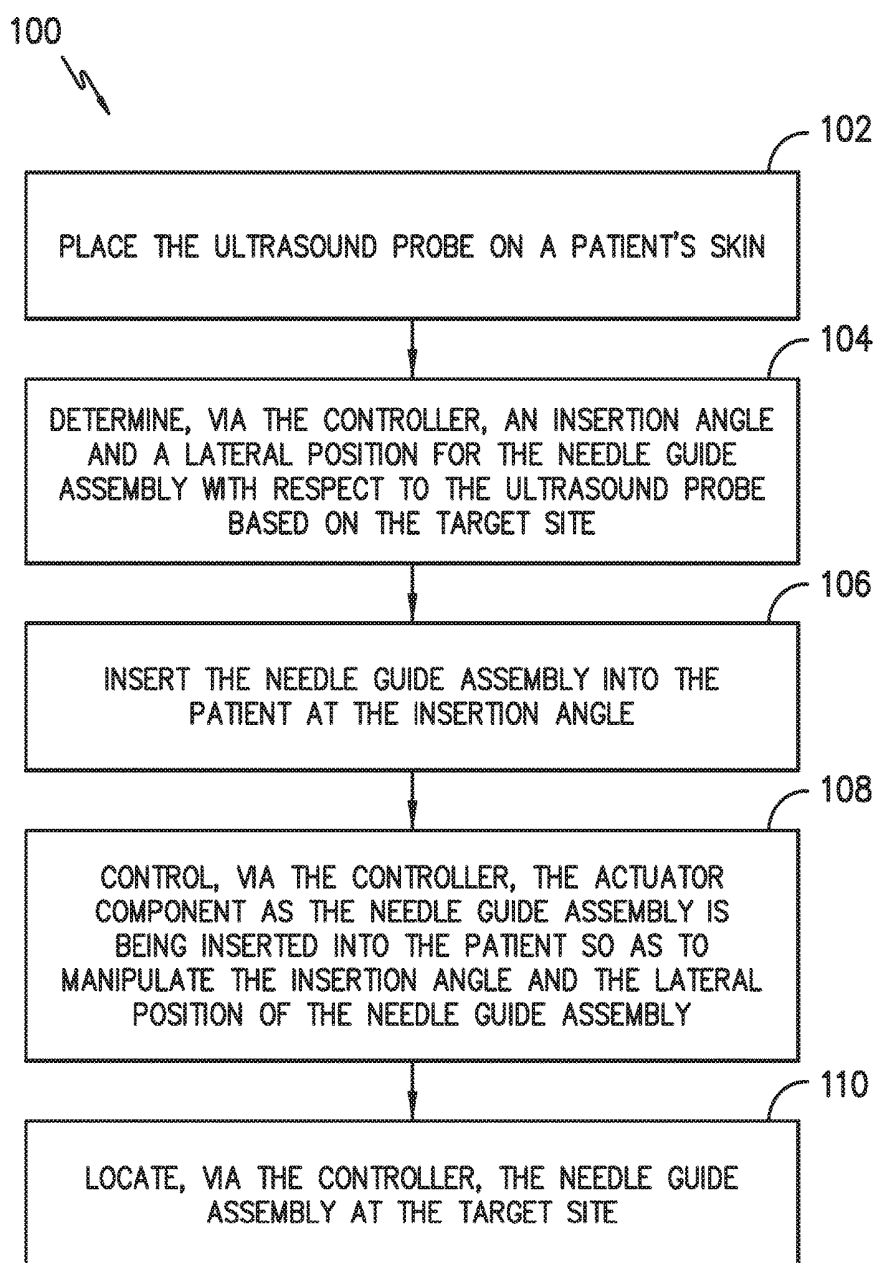 100
102
PLACE THE ULTRASOUND PROBE ON A PATIENT'S SKIN
104
DETERMINE, VIA THE CONTROLLER, AN INSERTION ANGLE
AND A LATERAL POSITION FOR THE NEEDLE GUIDE
ASSEMBLY WITH RESPECT TO THE ULTRASOUND PROBE
BASED ON THE TARGET SITE
106
INSERT THE NEEDLE GUIDE ASSEMBLY INTO THE
PATIENT AT THE INSERTION ANGLE
108
CONTROL, VIA THE CONTROLLER, THE ACTUATOR
COMPONENT AS THE NEEDLE GUIDE ASSEMBLY IS
BEING INSERTED INTO THE PATIENT SO AS TO
MANIPULATE THE INSERTION ANGLE AND THE LATERAL
POSITION OF THE NEEDLE GUIDE ASSEMBLY
110
LOCATE, VIA THE CONTROLLER, THE NEEDLE GUIDE
ASSEMBLY AT THE TARGET SITE